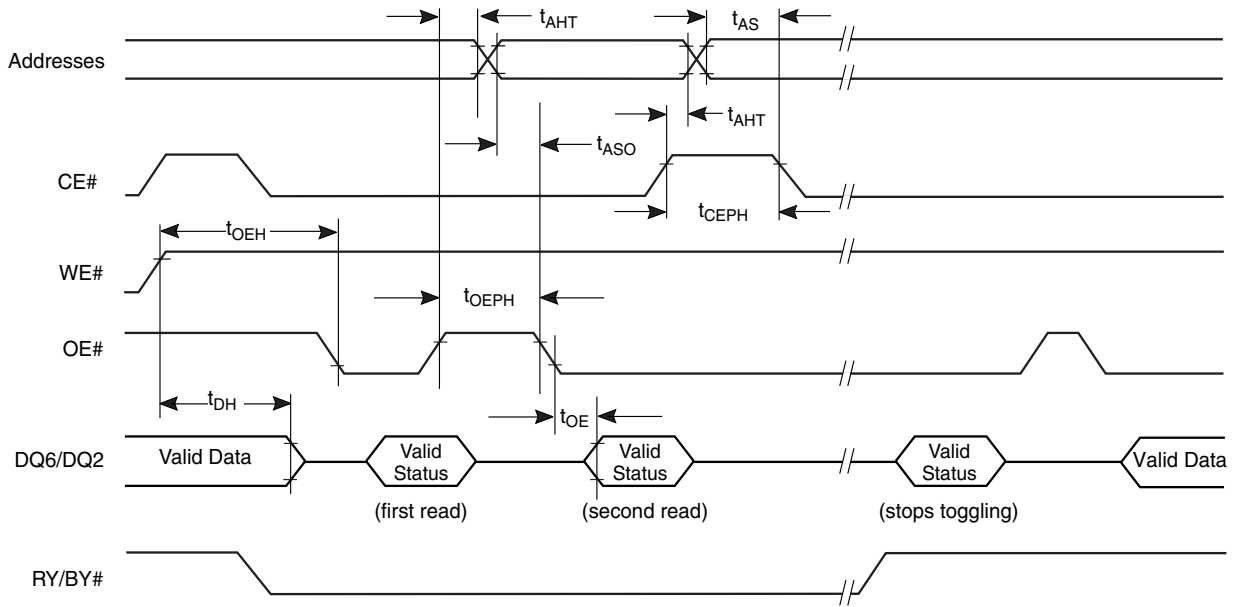 tAHT
tAS
Addresses
tAHT
tASO
CE#
tCEPH
tOEH
WE#
tOEPH
OE#
tDH
tOE
DQ6/DQ2
Valid Data
Valid
Status
Valid
Status
Valid
Status
Valid Data
(first read)
(second read)
(stops toggling)
RY/BY#